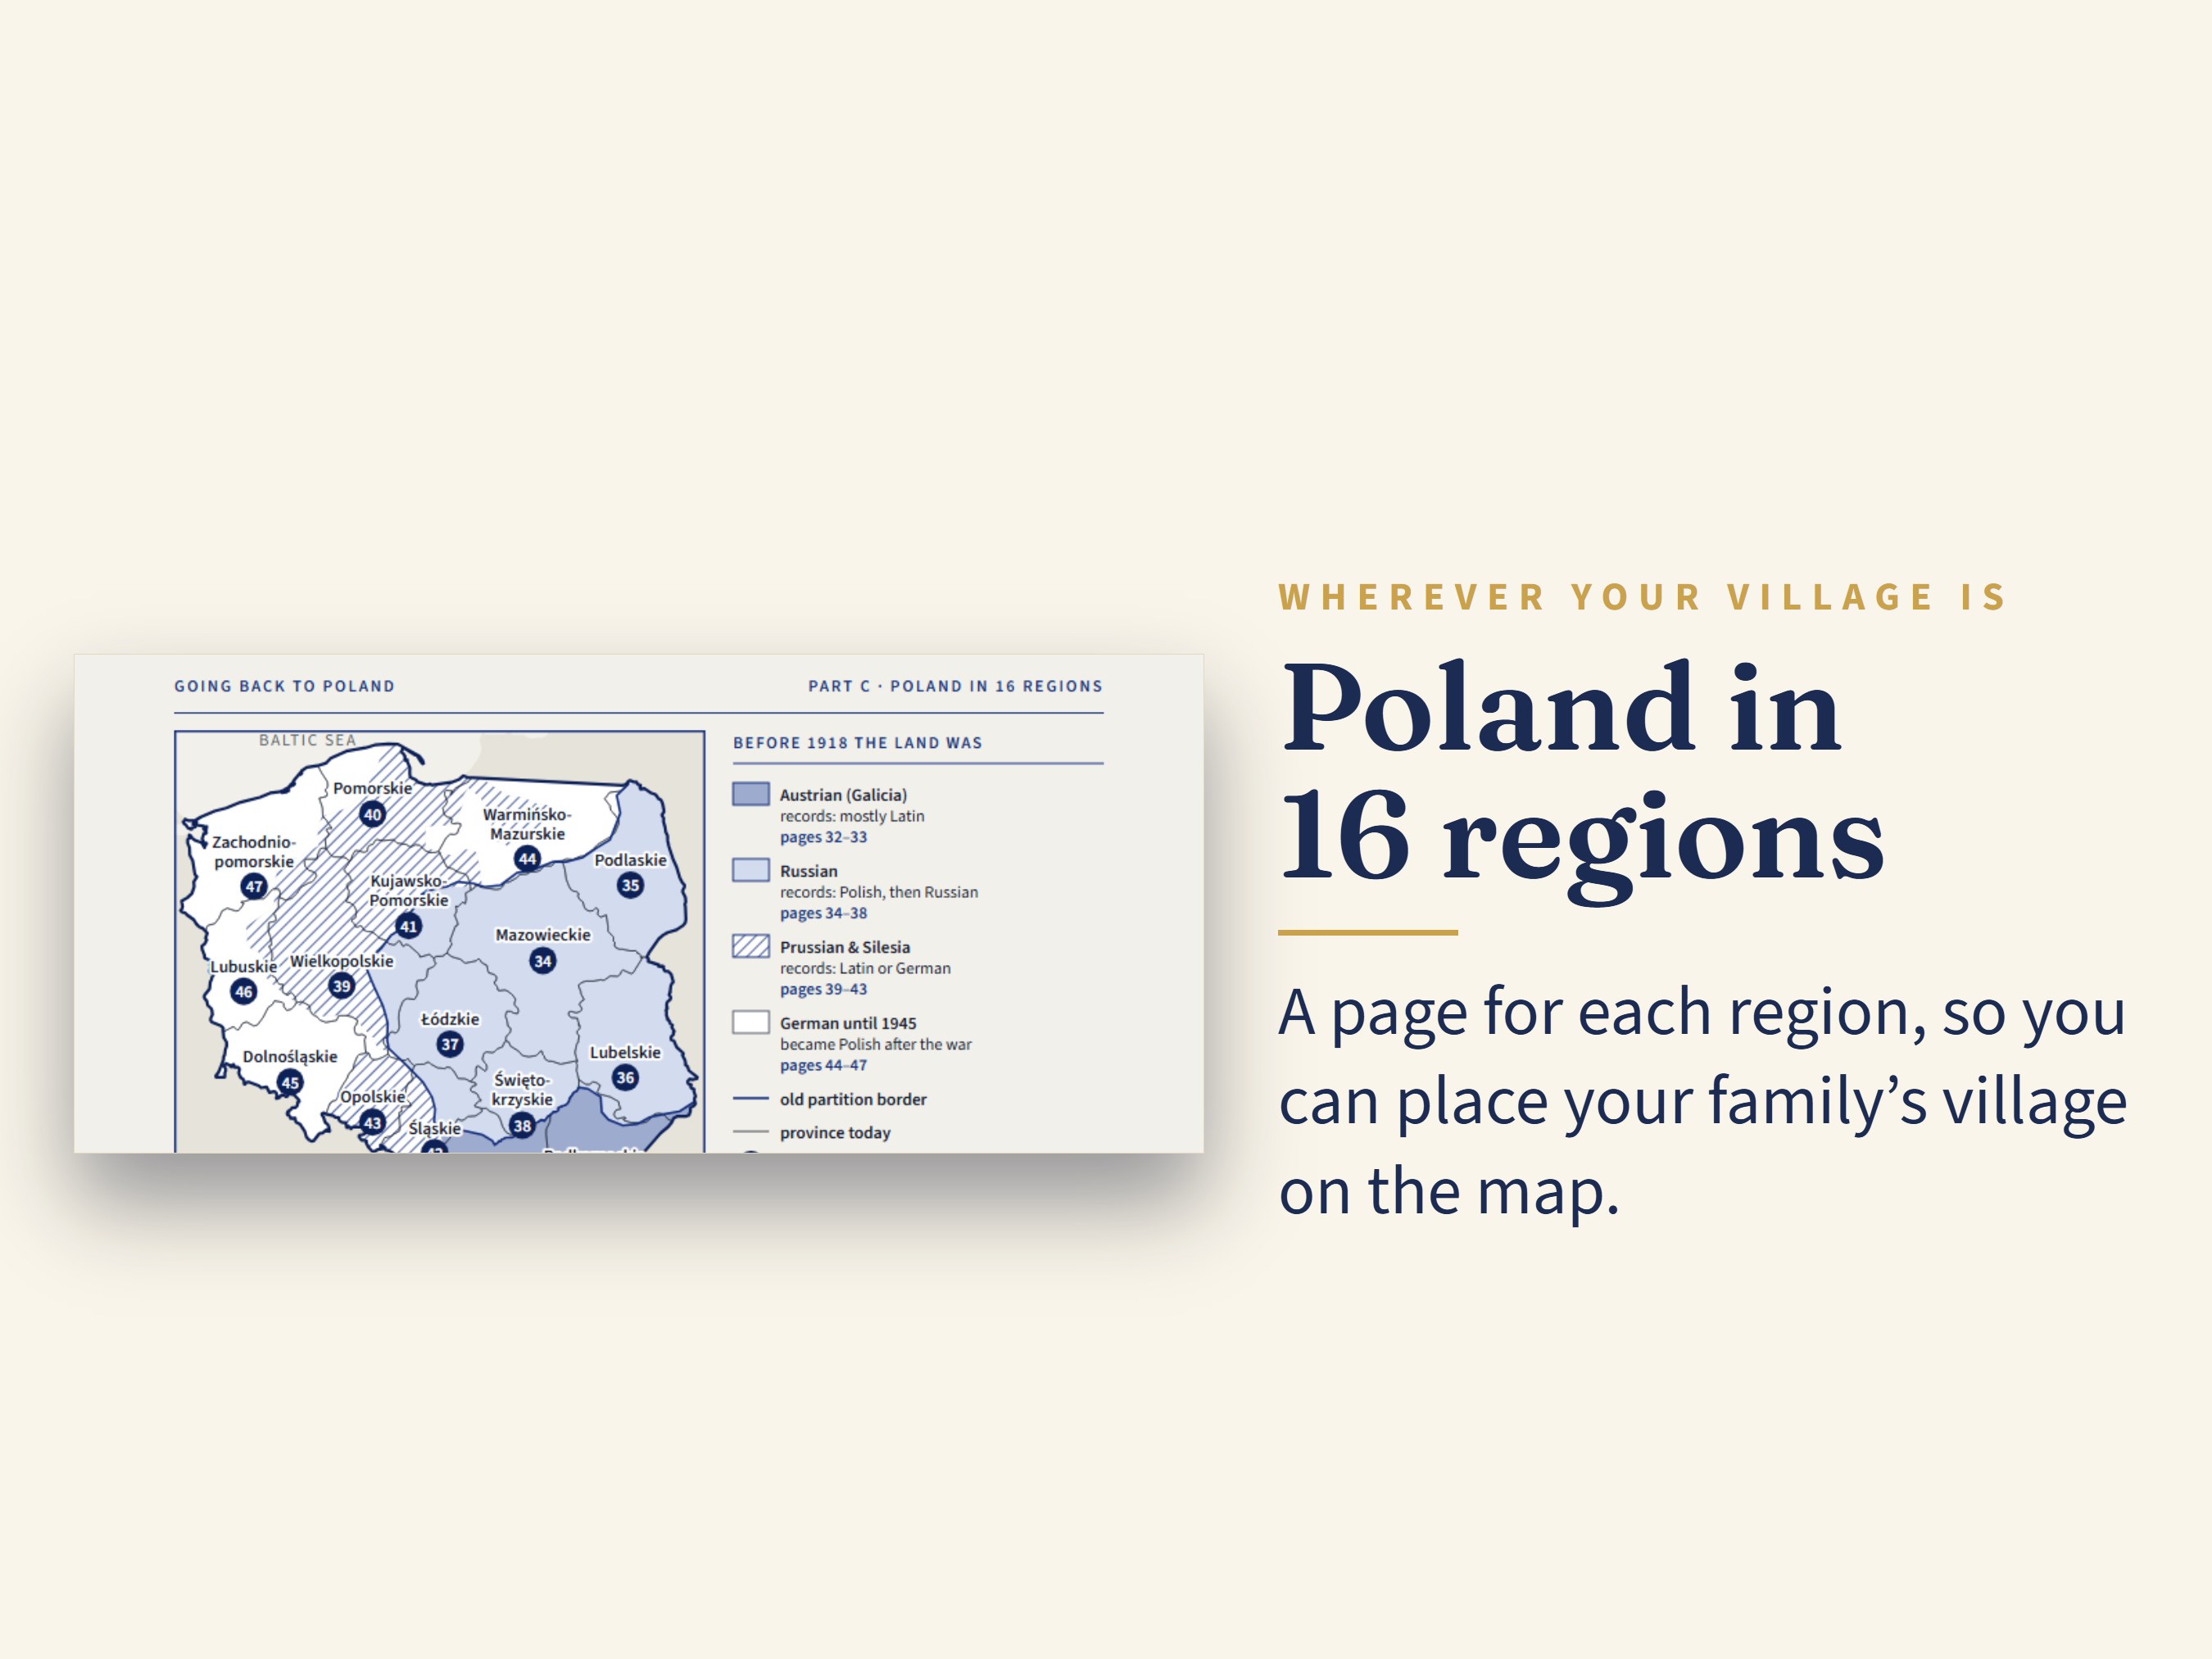 GOING BACK TO POLAND
PART C · POLAND IN 16 REGIONS
BALTIC SEA
Pomorskie
40
Warmińsko-
Mazurskie
44
Zachodnio-
pomorskie
47
Podlaskie
35
Kujawsko-
Pomorskie
41
Mazowieckie
34
Lubuskie
46
Wielkopolskie
39
Łódzkie
37
Dolnośląskie
45
Lubelskie
36
Święto-
krzyskie
38
Opolskie
43
Śląskie
BEFORE 1918 THE LAND WAS
Austrian (Galicia)
records: mostly Latin
pages 32–33
Russian
records: Polish, then Russian
pages 34–38
Prussian & Silesia
records: Latin or German
pages 39–43
German until 1945
became Polish after the war
pages 44–47
old partition border
province today
WHEREVER YOUR VILLAGE IS
Poland in
16 regions
A page for each region, so you
can place your family’s village
on the map.